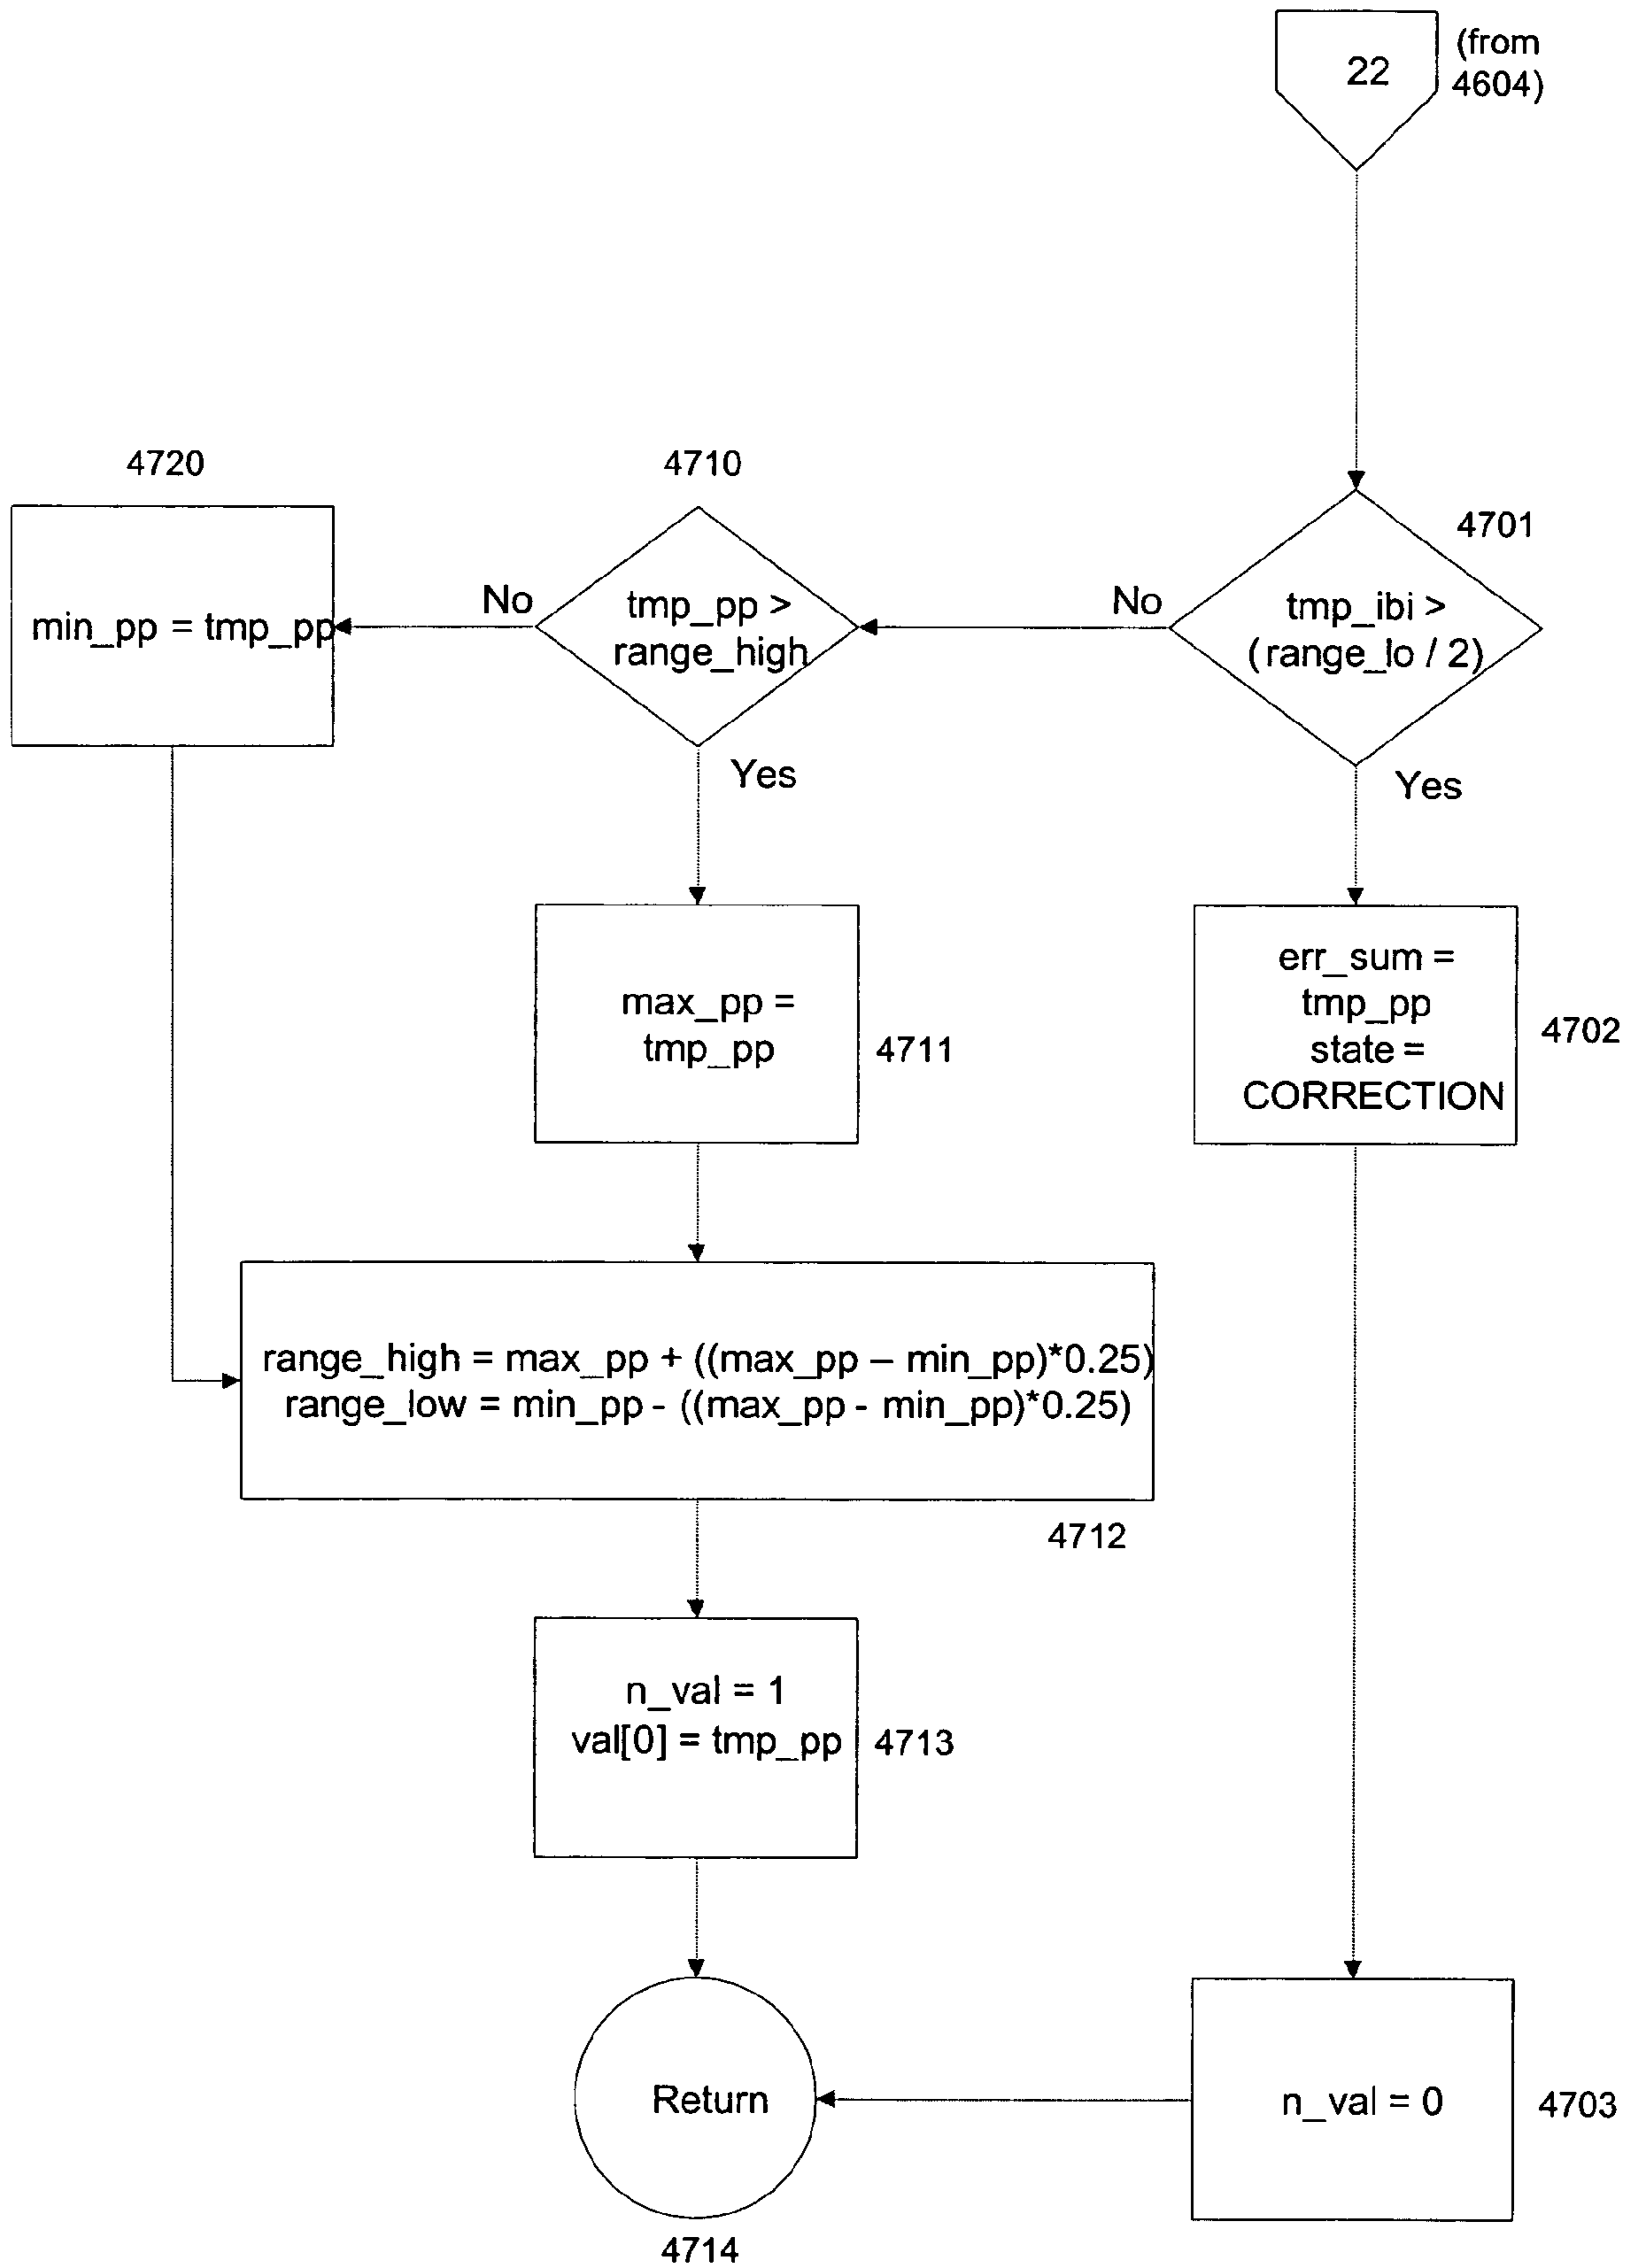 22
(from
4604)
4720
4710
4701
min_pp = tmp_pp
No
tmp_pp >
range_high
No
tmp_ibi >
(range_lo / 2)
Yes
Yes
max_pp =
tmp_pp
4711
err_sum =
tmp_pp
state =
CORRECTION
4702
range_high = max_pp + ((max_pp – min_pp)*0.25)
range_low = min_pp - ((max_pp - min_pp)*0.25)
4712
n_val = 1
val[0] = tmp_pp
4713
Return
n_val = 0
4703
4714